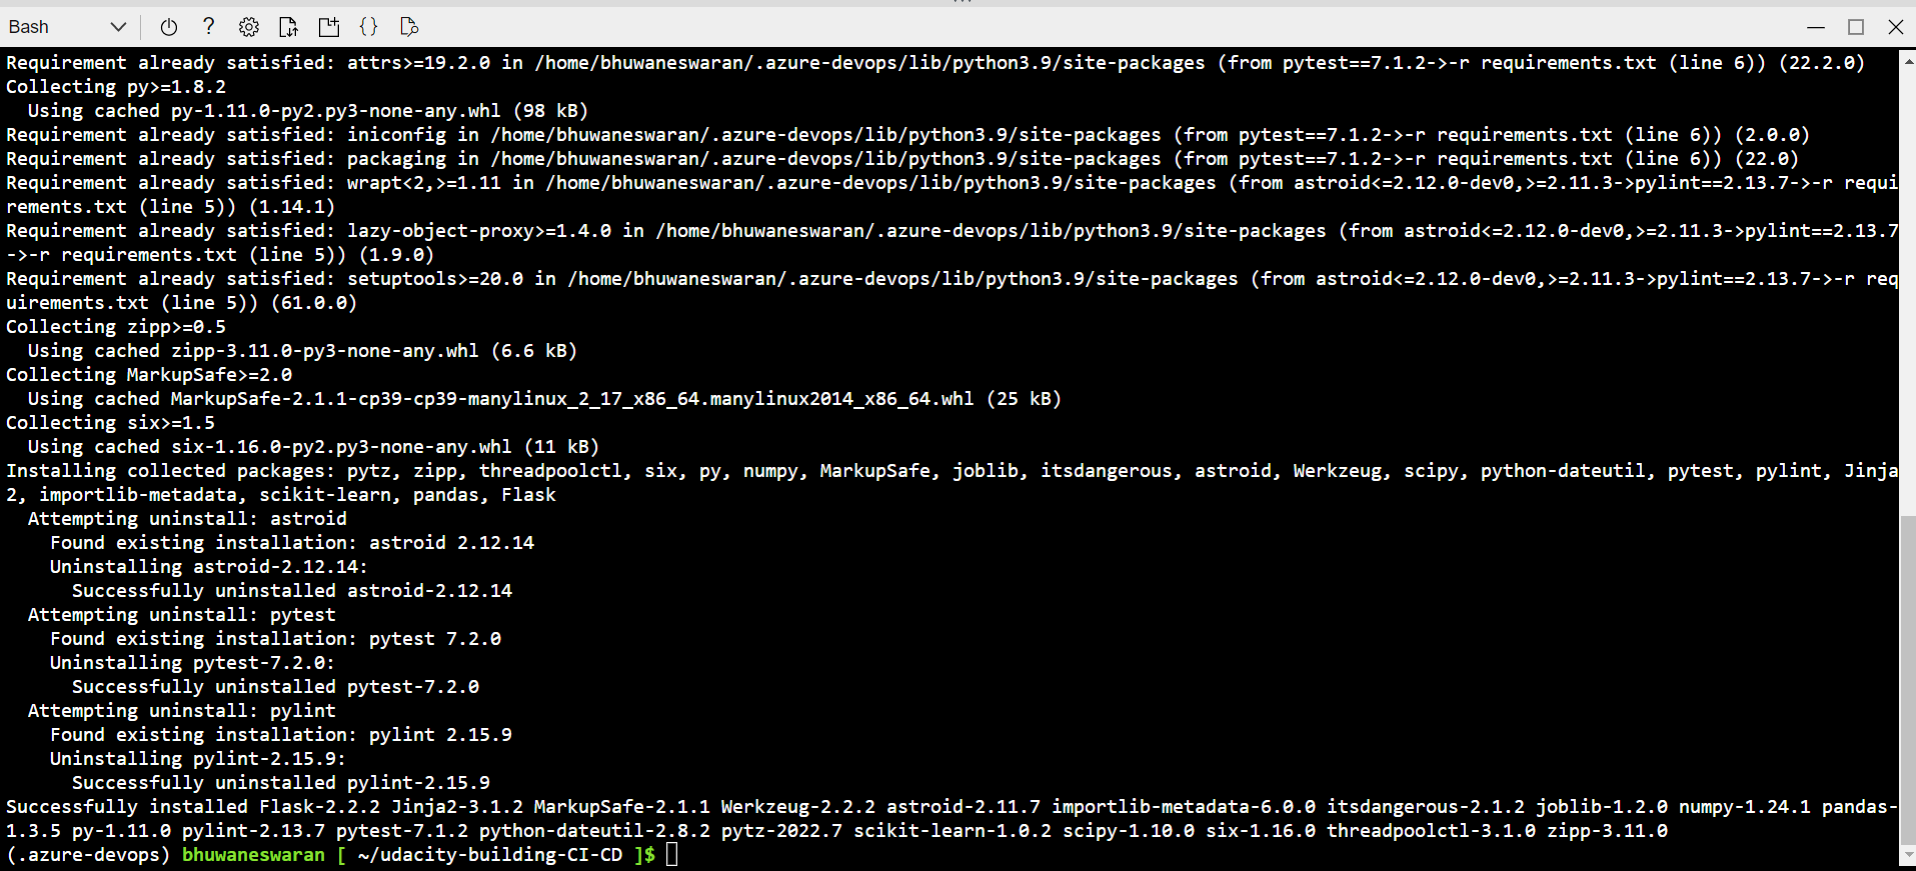 Bash
Requirement already satisfied: attrs>=19.2.0 in /home/bhuwaneswaran/.azure-devops/lib/python3.9/site-packages (from pytest==7.1.2->-r requirements.txt (line 6)) (22.2.0)
Collecting py>=1.8.2
  Using cached py-1.11.0-py2.py3-none-any.whl (98 kB)
Requirement already satisfied: iniconfig in /home/bhuwaneswaran/.azure-devops/lib/python3.9/site-packages (from pytest==7.1.2->-r requirements.txt (line 6)) (2.0.0)
Requirement already satisfied: packaging in /home/bhuwaneswaran/.azure-devops/lib/python3.9/site-packages (from pytest==7.1.2->-r requirements.txt (line 6)) (22.0)
Requirement already satisfied: wrapt<2,>=1.11 in /home/bhuwaneswaran/.azure-devops/lib/python3.9/site-packages (from astroid<=2.12.0-dev0,>=2.11.3->pylint==2.13.7->-r requi
rements.txt (line 5)) (1.14.1)
Requirement already satisfied: lazy-object-proxy>=1.4.0 in /home/bhuwaneswaran/.azure-devops/lib/python3.9/site-packages (from astroid<=2.12.0-dev0,>=2.11.3->pylint==2.13.7
->-r requirements.txt (line 5)) (1.9.0)
Requirement already satisfied: setuptools>=20.0 in /home/bhuwaneswaran/.azure-devops/lib/python3.9/site-packages (from astroid<=2.12.0-dev0,>=2.11.3->pylint==2.13.7->-r req
uirements.txt (line 5)) (61.0.0)
Collecting zipp>=0.5
  Using cached zipp-3.11.0-py3-none-any.whl (6.6 kB)
Collecting MarkupSafe>=2.0
  Using cached MarkupSafe-2.1.1-cp39-cp39-manylinux_2_17_x86_64.manylinux2014_x86_64.whl (25 kB)
Collecting six>=1.5
  Using cached six-1.16.0-py2.py3-none-any.whl (11 kB)
Installing collected packages: pytz, zipp, threadpoolctl, six, py, numpy, MarkupSafe, joblib, itsdangerous, astroid, Werkzeug, scipy, python-dateutil, pytest, pylint, Jinja
2, importlib-metadata, scikit-learn, pandas, Flask
  Attempting uninstall: astroid
    Found existing installation: astroid 2.12.14
    Uninstalling astroid-2.12.14:
      Successfully uninstalled astroid-2.12.14
  Attempting uninstall: pytest
    Found existing installation: pytest 7.2.0
    Uninstalling pytest-7.2.0:
      Successfully uninstalled pytest-7.2.0
  Attempting uninstall: pylint
    Found existing installation: pylint 2.15.9
    Uninstalling pylint-2.15.9:
      Successfully uninstalled pylint-2.15.9
Successfully installed Flask-2.2.2 Jinja2-3.1.2 MarkupSafe-2.1.1 Werkzeug-2.2.2 astroid-2.11.7 importlib-metadata-6.0.0 itsdangerous-2.1.2 joblib-1.2.0 numpy-1.24.1 pandas-
1.3.5 py-1.11.0 pylint-2.13.7 pytest-7.1.2 python-dateutil-2.8.2 pytz-2022.7 scikit-learn-1.0.2 scipy-1.10.0 six-1.16.0 threadpoolctl-3.1.0 zipp-3.11.0
(.azure-devops) bhuwaneswaran [ ~/udacity-building-CI-CD ]$